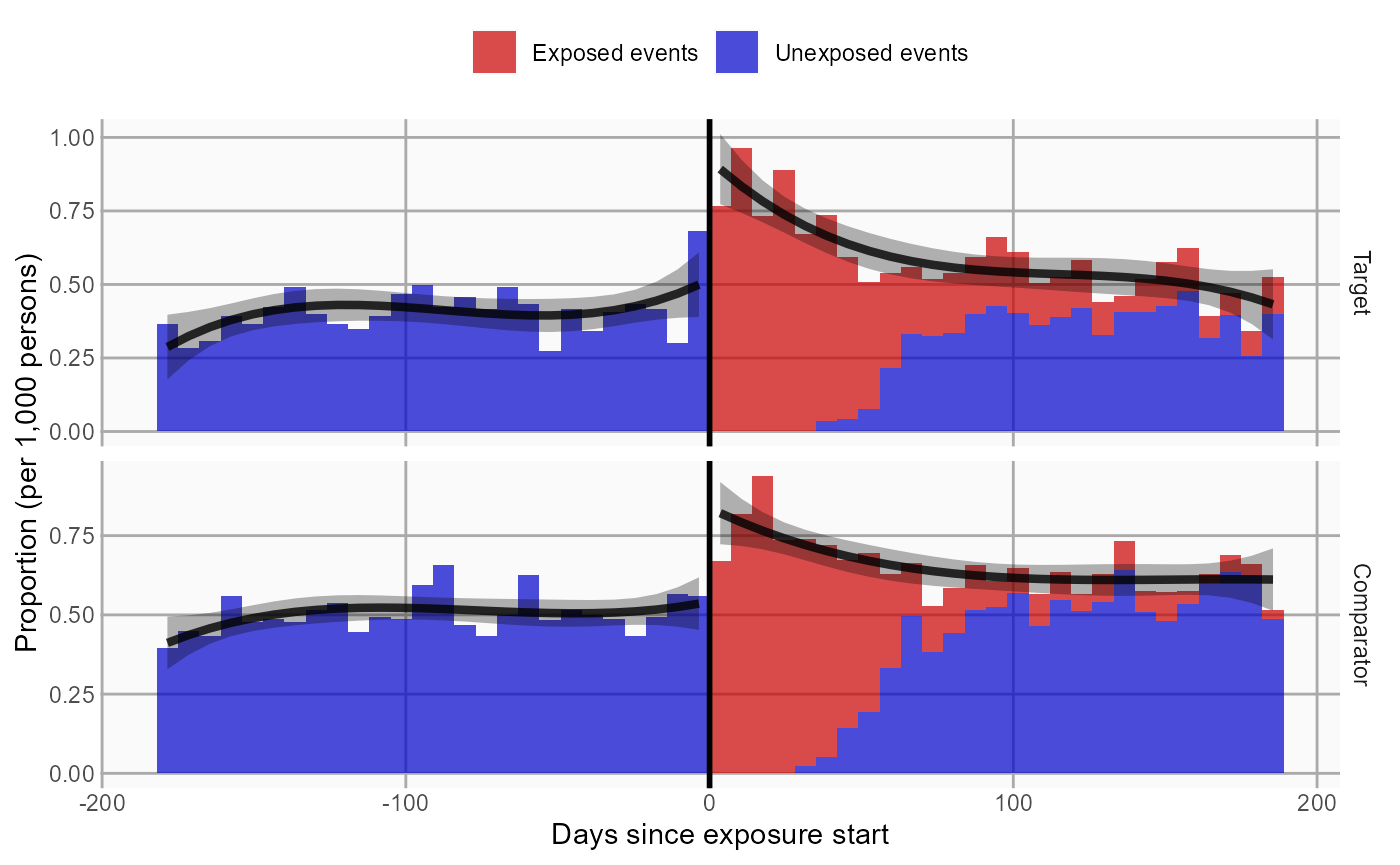 Exposed events
Unexposed events
Proportion (per 1,000 persons)
1.00
0.75
0.50
0.25
0.00
Target
0.75
0.50
0.25
0.00
Comparator
-200
-100
0
100
200
Days since exposure start